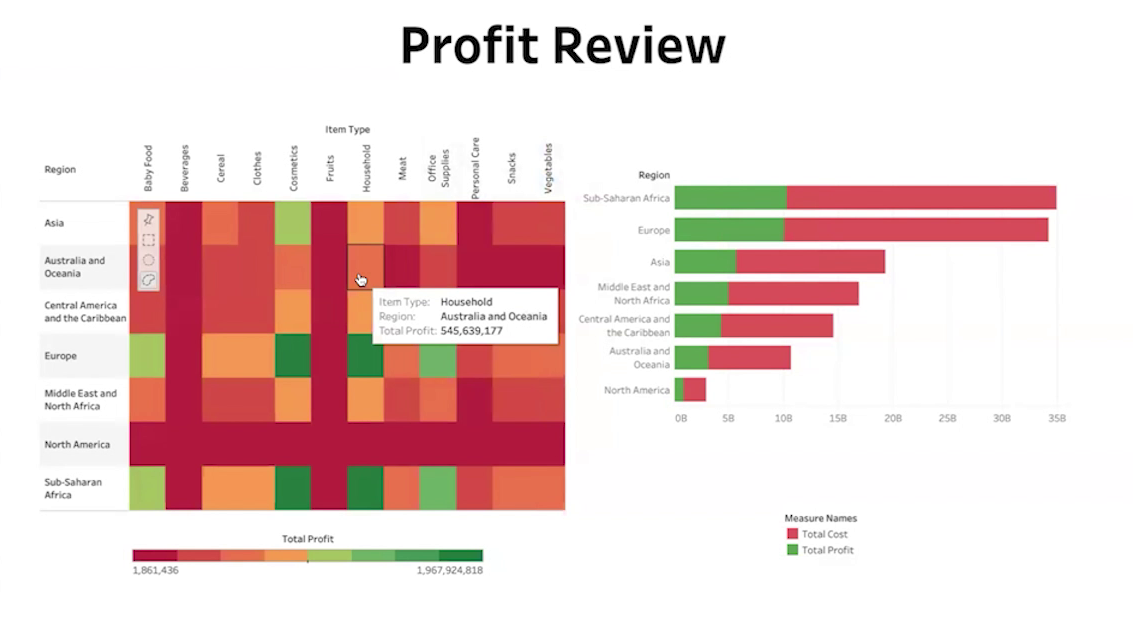 Profit Review
Item Type
Region
Baby Food
Beverages
Cereal
Clothes
Cosmetics
Fruits
Household
Meat
Office
Supplies
Personal Care
Snacks
Vegetables
Asia
Australia and
Oceania
Central America
and the Caribbean
Europe
Middle East and
North Africa
North America
Sub-Saharan
Africa
Item Type: Household
Region: Australia and Oceania
Total Profit: 545,639,177
Total Profit
1,861,436
1,967,924,818
Region
Sub-Saharan Africa
Europe
Asia
Middle East and
North Africa
Central America and
the Caribbean
Australia and
Oceania
North America
0B
5B
10B
15B
20B
25B
30B
35B
Measure Names
Total Cost
Total Profit